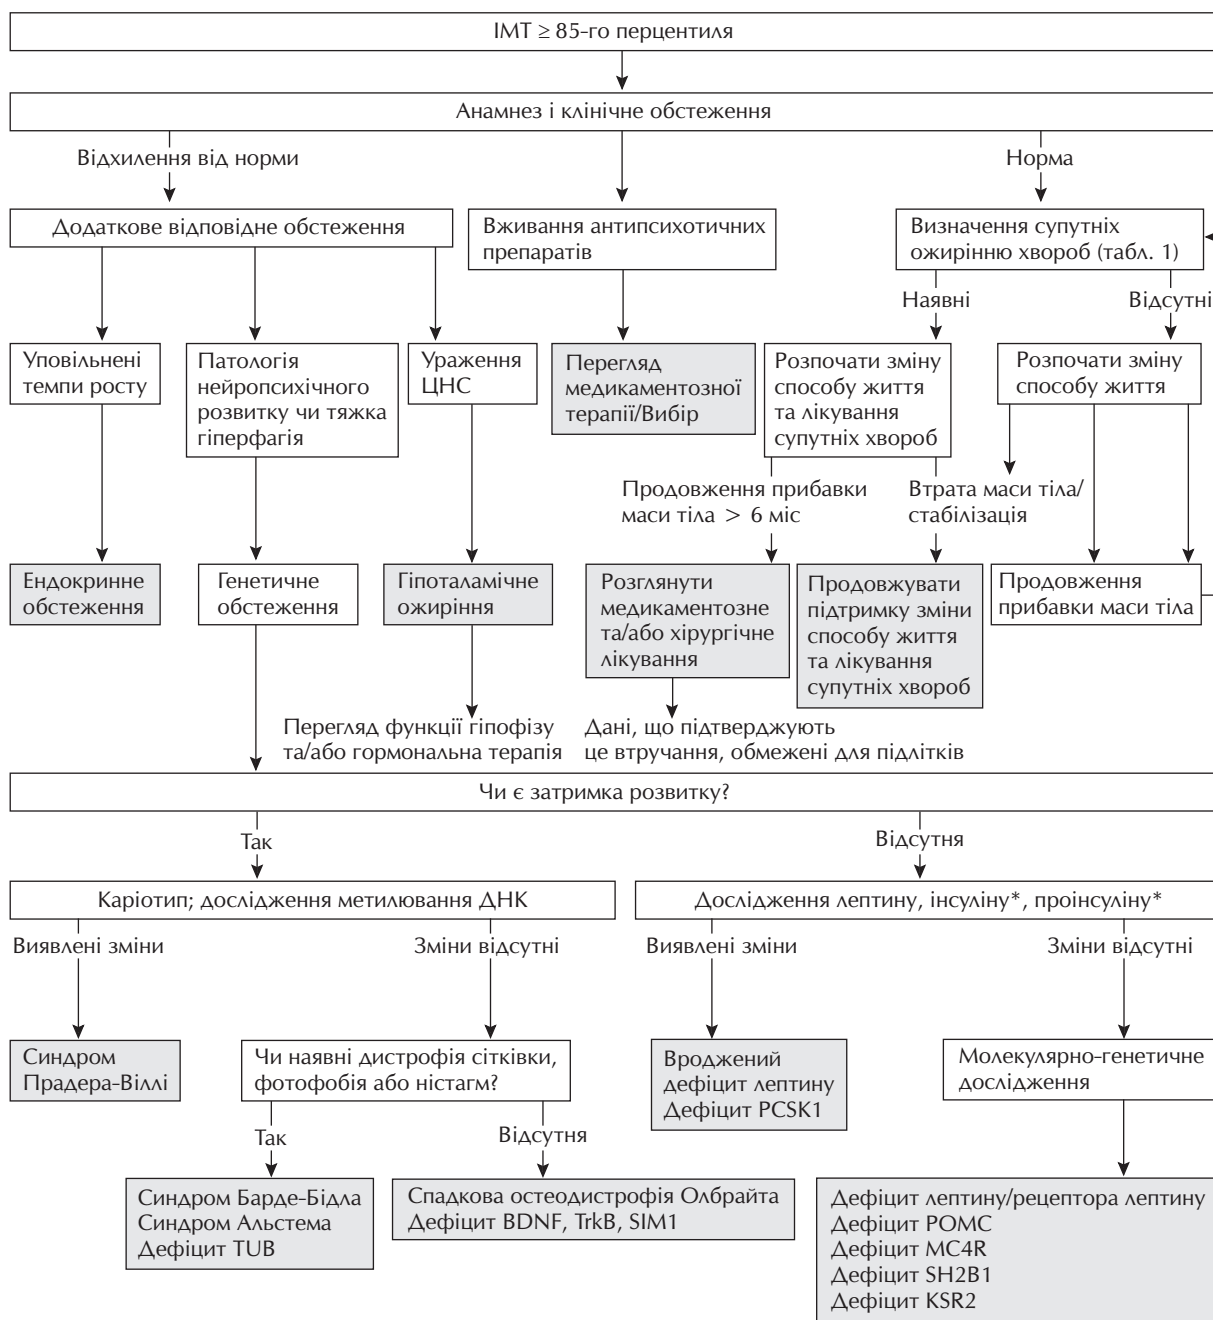 ІМТ ≥ 85-го перцентиля
Анамнез і клінічне обстеження
Відхилення від норми
Норма
Додаткове відповідне обстеження
Вживання антипсихотичних
препаратів
Визначення супутніх
ожирінню хвороб (табл. 1)
Наявні
Відсутні
Уповільнені
темпи росту
Патологія
нейропсихічного
розвитку чи тяжка
гіперфагія
Ураження
ЦНС
Перегляд
медикаментозної
терапії/Вибір
Розпочати зміну
способу життя
та лікування
супутніх хвороб
Розпочати зміну
способу життя
Продовження прибавки
маси тіла > 6 міс
Втрата маси тіла/
стабілізація
Ендокринне
обстеження
Генетичне
обстеження
Гіпоталамічне
ожиріння
Розглянути
медикаментозне
та/або хірургічне
лікування
Продовжувати
підтримку зміни
способу життя
та лікування
супутніх хвороб
Продовження
прибавки маси тіла
Перегляд функції гіпофізу
та/або гормональна терапія
Дані, що підтверджують
це втручання, обмежені для підлітків
Чи є затримка розвитку?
Так
Відсутня
Каріотип; дослідження метилювання ДНК
Дослідження лептину, інсуліну*, проінсуліну*
Виявлені зміни
Зміни відсутні
Виявлені зміни
Зміни відсутні
Синдром
Прадера-Віллі
Чи наявні дистрофія сітківки,
фотофобія або ністагм?
Вроджений
дефіцит лептину
Дефіцит PCSK1
Молекулярно-генетичне
дослідження
Так
Відсутня
Синдром Барде-Бідла
Синдром Альстема
Дефіцит TUB
Спадкова остеодистрофія Олбрайта
Дефіцит BDNF, TrkB, SIM1
Дефіцит лептину/рецептора лептину
Дефіцит POMC
Дефіцит MC4R
Дефіцит SH2B1
Дефіцит KSR2